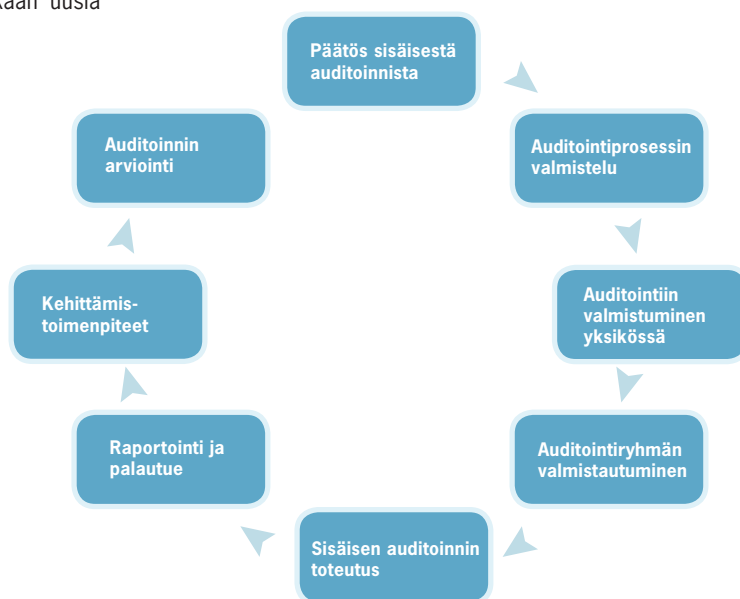 uusia
Päätös sisäisestä
auditoinnista
Auditointiprosessin
valmistelu
Auditointiin
valmistuminen
yksikössä
Auditointiryhmän
valmistautuminen
Sisäisen auditoinnin
toteutus
Raportointi ja
palautue
Kehittämis-
toimenpiteet
Auditoinnin
arviointi